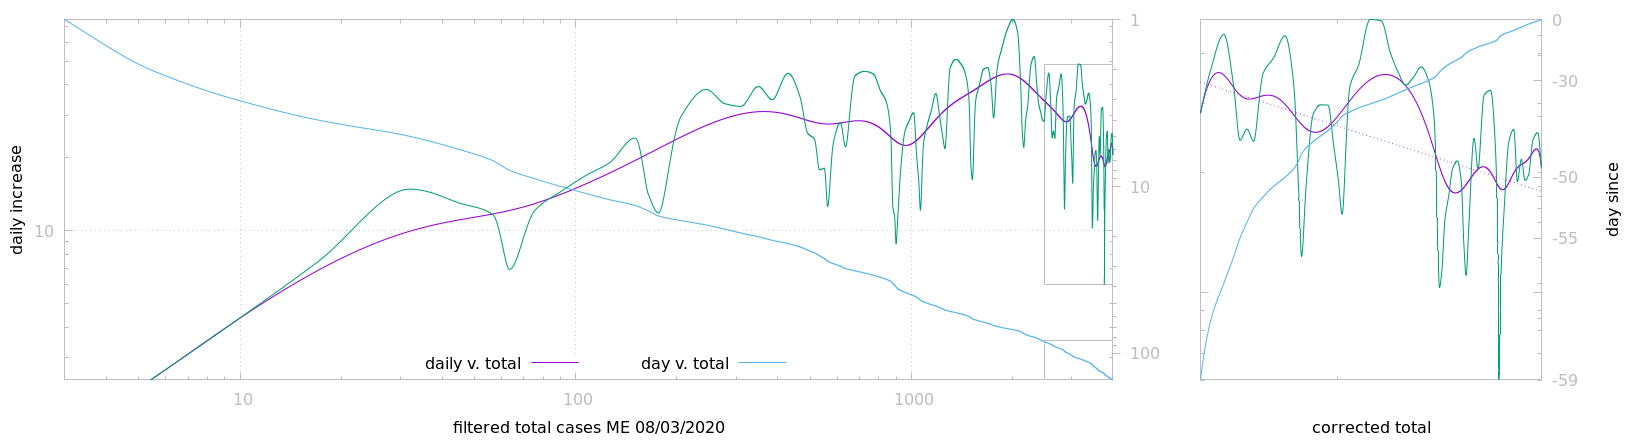 daily increase
10
10
100
1000
filtered total cases ME 08/03/2020
daily v. total
day v. total
1
10
100
0
-30
-50
-55
-59
day since
corrected total